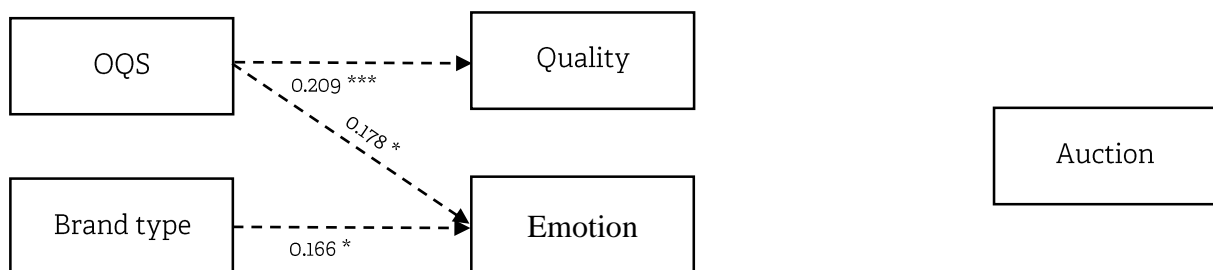 OQS
Quality
0.209 ***
0.178 *
Auction
Brand type
Emotion
0.166 *